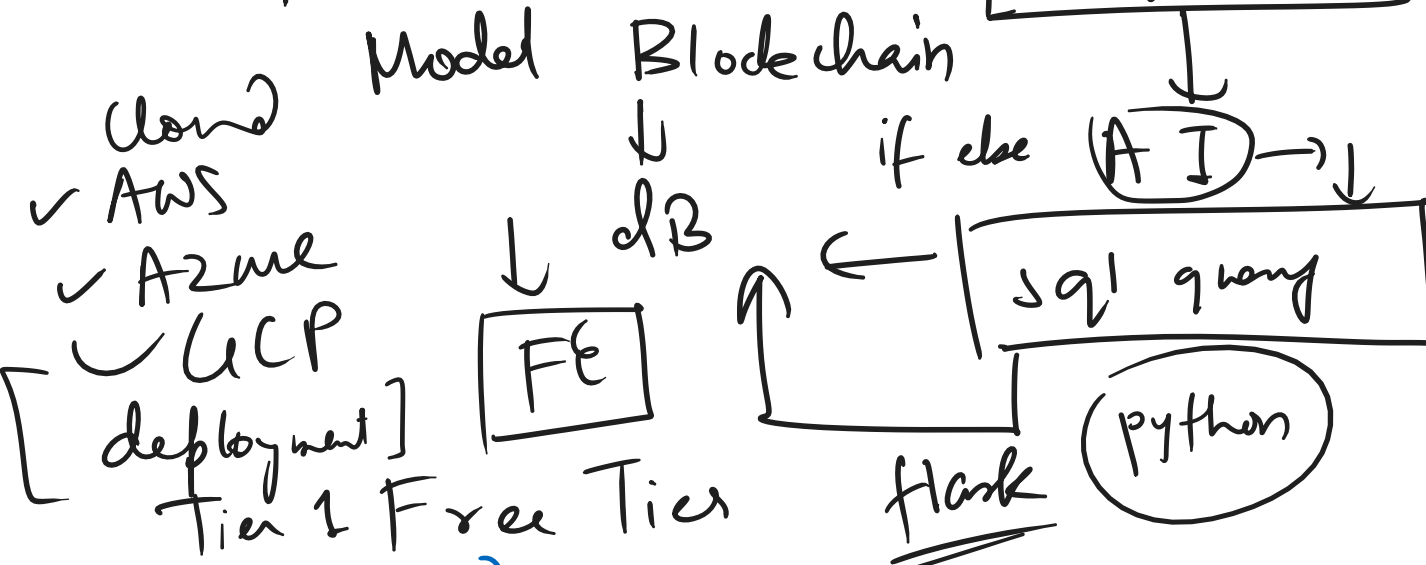 Model Blockchain
Cloud
AWS
Azure
GCP
[deployment]
Tier 1 Free Tier
dB
FE
if else AI
sql query
python
Flask